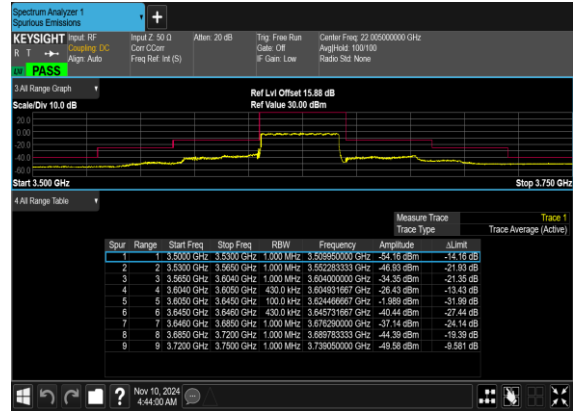 Spectrum Analyzer 1
Spurious Emissions
KEYSIGHT Input: RF Input Z: 50 Ω Atten: 20 dB Trig: Free Run Center Freq: 22.005000000 GHz
R T Coupling: DC Corr CCorr Gate: Off Avg|Hold: 100/100
Align: Auto Freq Ref: Int (S) IF Gain: Low Radio Std: None
PASS
3 All Range Graph
Ref Lvl Offset 15.88 dB
Scale/Div 10.0 dB Ref Value 30.00 dBm
20.0
0.00
-20.0
-40.0
-60.0
Start 3.500 GHz Stop 3.750 GHz
4 All Range Table
Measure Trace Trace 1
Trace Type Trace Average (Active)
Spur Range Start Freq Stop Freq RBW Frequency Amplitude ΔLimit
1 1 3.5000 GHz 3.5300 GHz 1.000 MHz 3.509950000 GHz -54.16 dBm -14.16 dB
2 2 3.5300 GHz 3.5650 GHz 1.000 MHz 3.552283333 GHz -46.93 dBm -21.93 dB
3 3 3.5650 GHz 3.6040 GHz 1.000 MHz 3.604000000 GHz -34.35 dBm -21.35 dB
4 4 3.6040 GHz 3.6050 GHz 430.0 kHz 3.604931667 GHz -26.43 dBm -13.43 dB
5 5 3.6050 GHz 3.6450 GHz 100.0 kHz 3.624466667 GHz -1.989 dBm -31.99 dB
6 6 3.6450 GHz 3.6460 GHz 430.0 kHz 3.645731667 GHz -40.44 dBm -27.44 dB
7 7 3.6460 GHz 3.6850 GHz 1.000 MHz 3.676290000 GHz -37.14 dBm -24.14 dB
8 8 3.6850 GHz 3.7200 GHz 1.000 MHz 3.689783333 GHz -44.39 dBm -19.39 dB
9 9 3.7200 GHz 3.7500 GHz 1.000 MHz 3.739050000 GHz -49.58 dBm -9.581 dB
Nov 10, 2024
4:44:00 AM